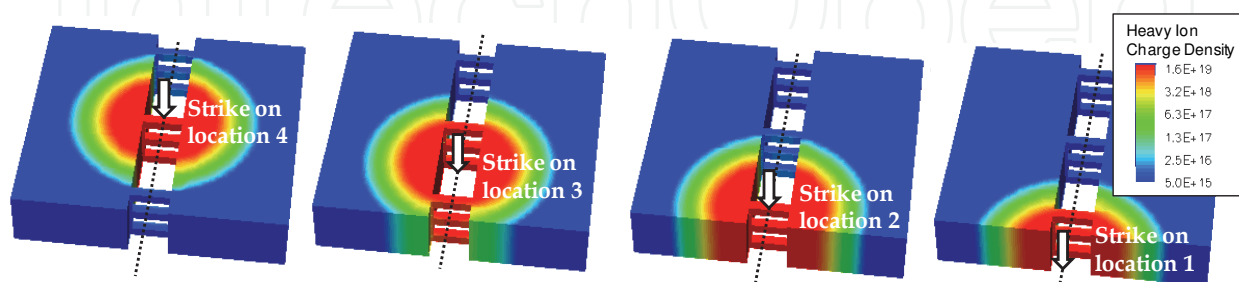 Strike on
location 4
Strike on
location 3
Strike on
location 2
Strike on
location 1
Heavy Ion
Charge Density
1.6E+19
3.2E+18
6.3E+17
1.3E+17
2.5E+16
5.0E+15